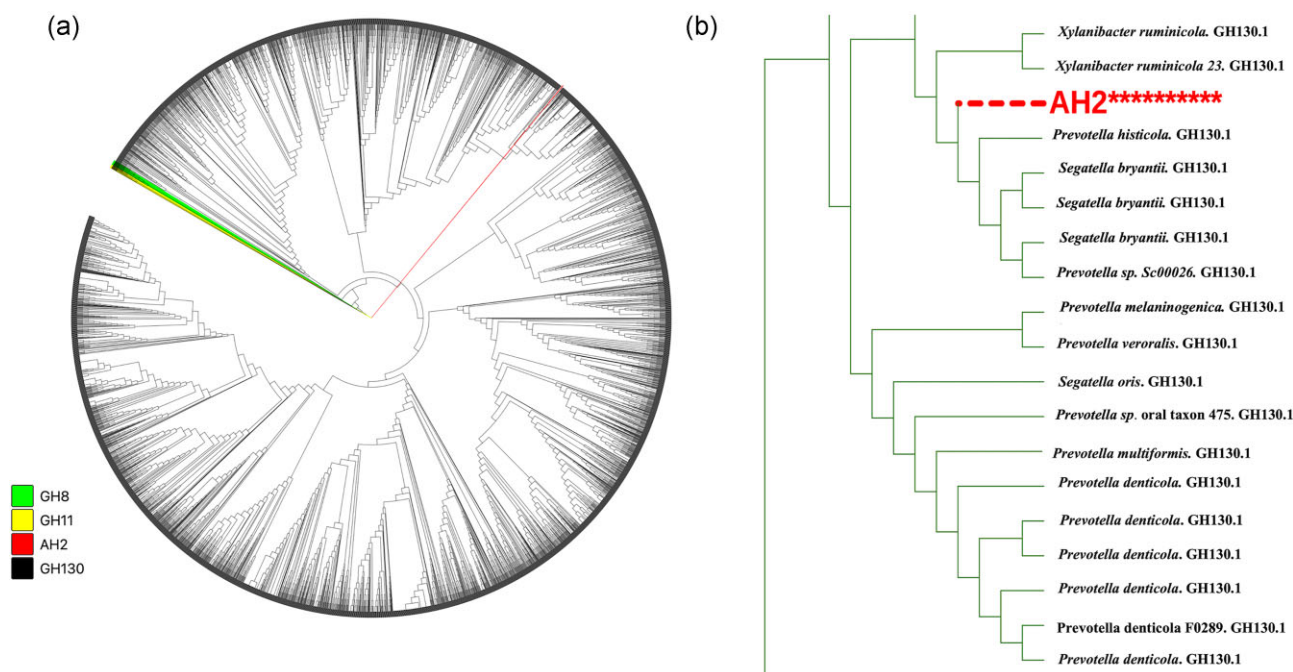 (a)
GH8
GH11
AH2
GH130
(b)
Xylanibacter ruminicola. GH130.1
Xylanibacter ruminicola 23. GH130.1
AH2**********
Prevotella histicola. GH130.1
Segatella bryantii. GH130.1
Segatella bryantii. GH130.1
Segatella bryantii. GH130.1
Prevotella sp. Sc00026. GH130.1
Prevotella melaninogenica. GH130.1
Prevotella veroralis. GH130.1
Segatella oris. GH130.1
Prevotella sp. oral taxon 475. GH130.1
Prevotella multiformis. GH130.1
Prevotella denticola. GH130.1
Prevotella denticola. GH130.1
Prevotella denticola. GH130.1
Prevotella denticola. GH130.1
Prevotella denticola F0289. GH130.1
Prevotella denticola. GH130.1